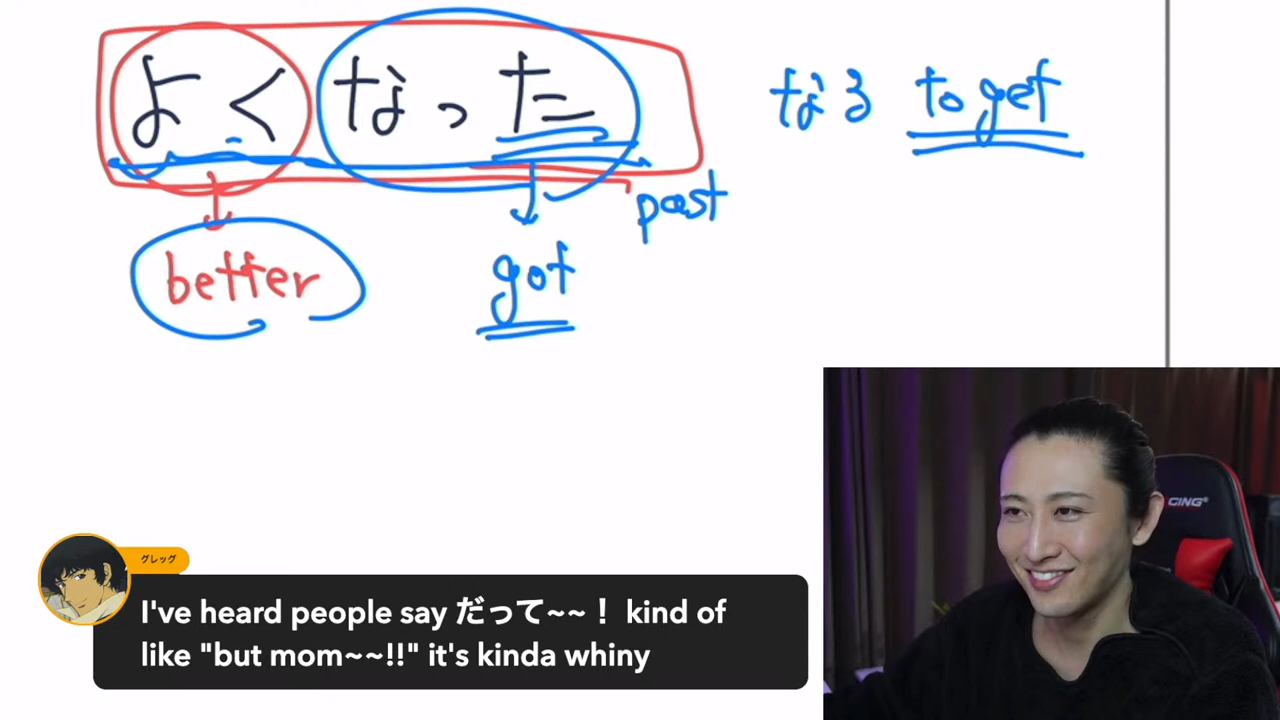 よくなった
なる to get
past
better
got
CING®
グレッグ
I've heard people say だって~~！ kind of
like "but mom~~!!" it's kinda whiny